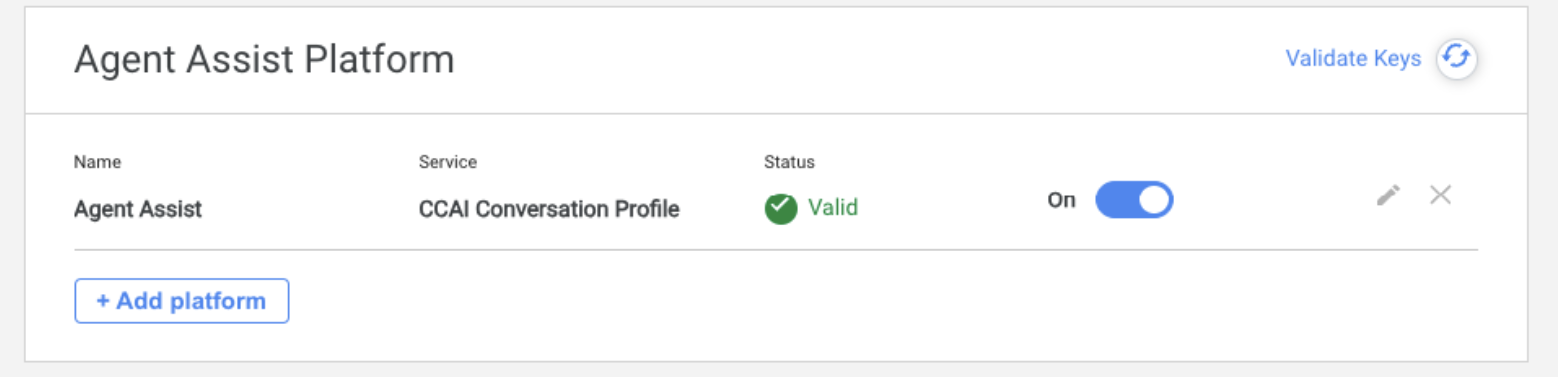 Agent Assist Platform
Validate Keys
Name Service Status
Agent Assist CCAI Conversation Profile Valid On
+ Add platform